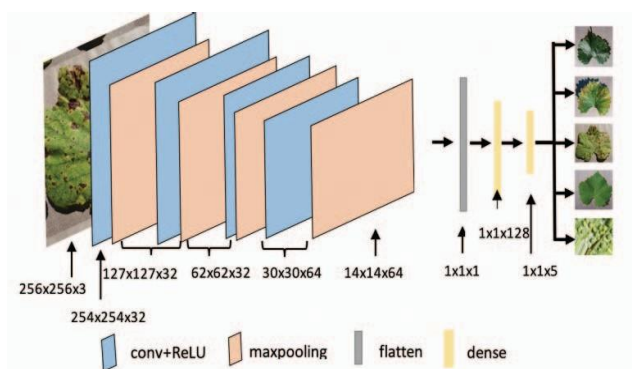 256x256x3
254x254x32
127x127x32
62x62x32
30x30x64
14x14x64
1x1x1
1x1x128
1x1x5
conv+ReLU
maxpooling
flatten
dense